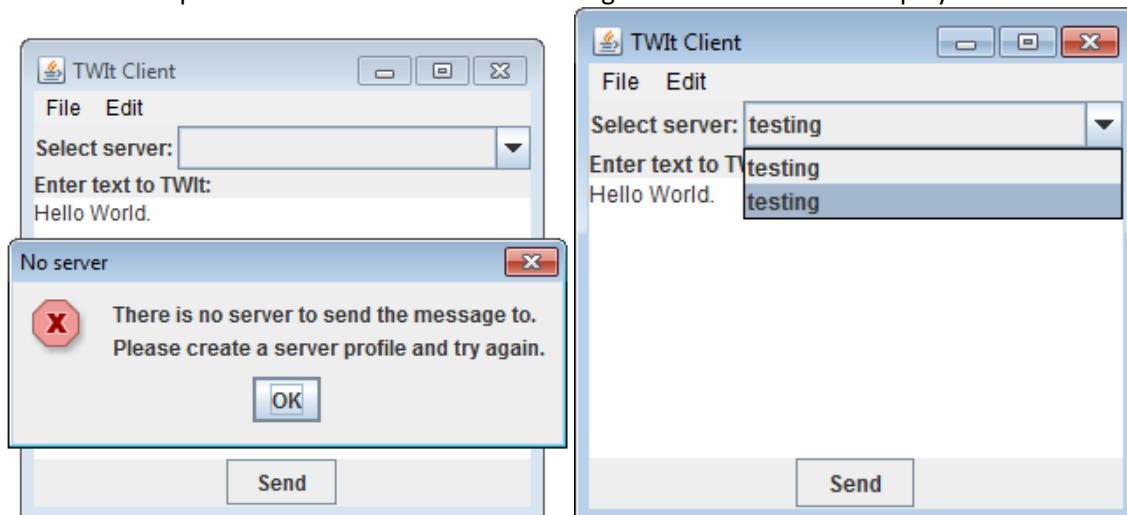 TWIt Client
File Edit
Select server:
Enter text to TWIt:
Hello World.
No server
There is no server to send the message to.
Please create a server profile and try again.
OK
Send
TWIt Client
File Edit
Select server: testing
Enter text to
testing
testing
Hello World.
Send